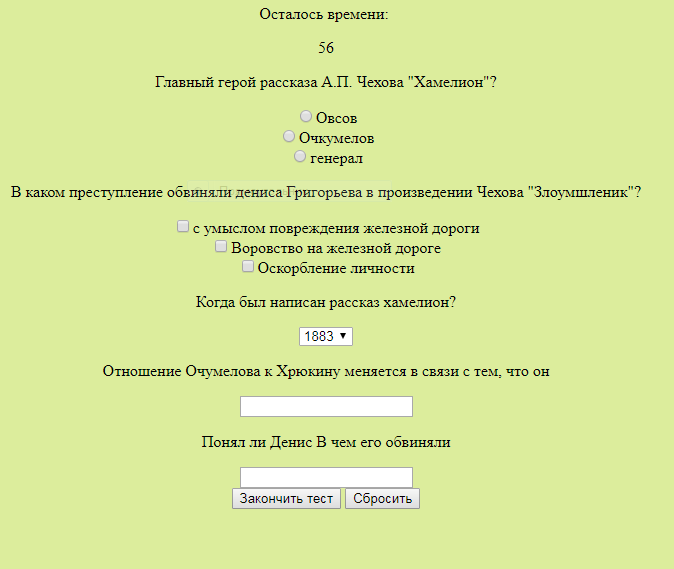 Осталось времени:
56
Главный герой рассказа А.П. Чехова "Хамелион"?
Овсов
Очкумелов
генерал
В каком преступление обвиняли дениса Григорьева в произведении Чехова "Злоумшленик"?
с умыслом повреждения железной дороги
Воровство на железной дороге
Оскорбление личности
Когда был написан рассказ хамелион?
1883
Отношение Очумелова к Хрюкину меняется в связи с тем, что он
Понял ли Денис В чем его обвиняли
Закончить тест Сбросить